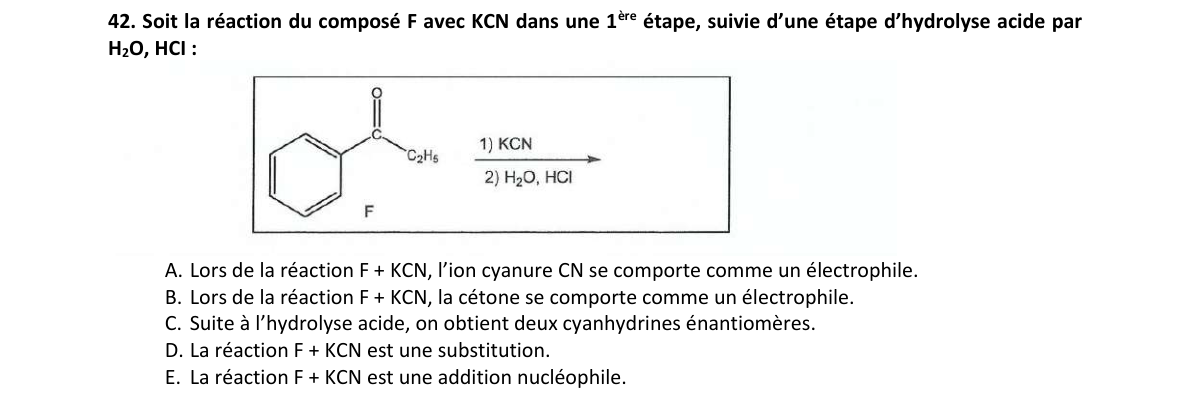 42. Soit la réaction du composé F avec KCN dans une 1ère étape, suivie d’une étape d’hydrolyse acide par
H₂O, HCl :
O
C
C₂H₅
1) KCN
2) H₂O, HCl
F
A. Lors de la réaction F + KCN, l’ion cyanure CN se comporte comme un électrophile.
B. Lors de la réaction F + KCN, la cétone se comporte comme un électrophile.
C. Suite à l’hydrolyse acide, on obtient deux cyanhydrines énantiomères.
D. La réaction F + KCN est une substitution.
E. La réaction F + KCN est une addition nucléophile.